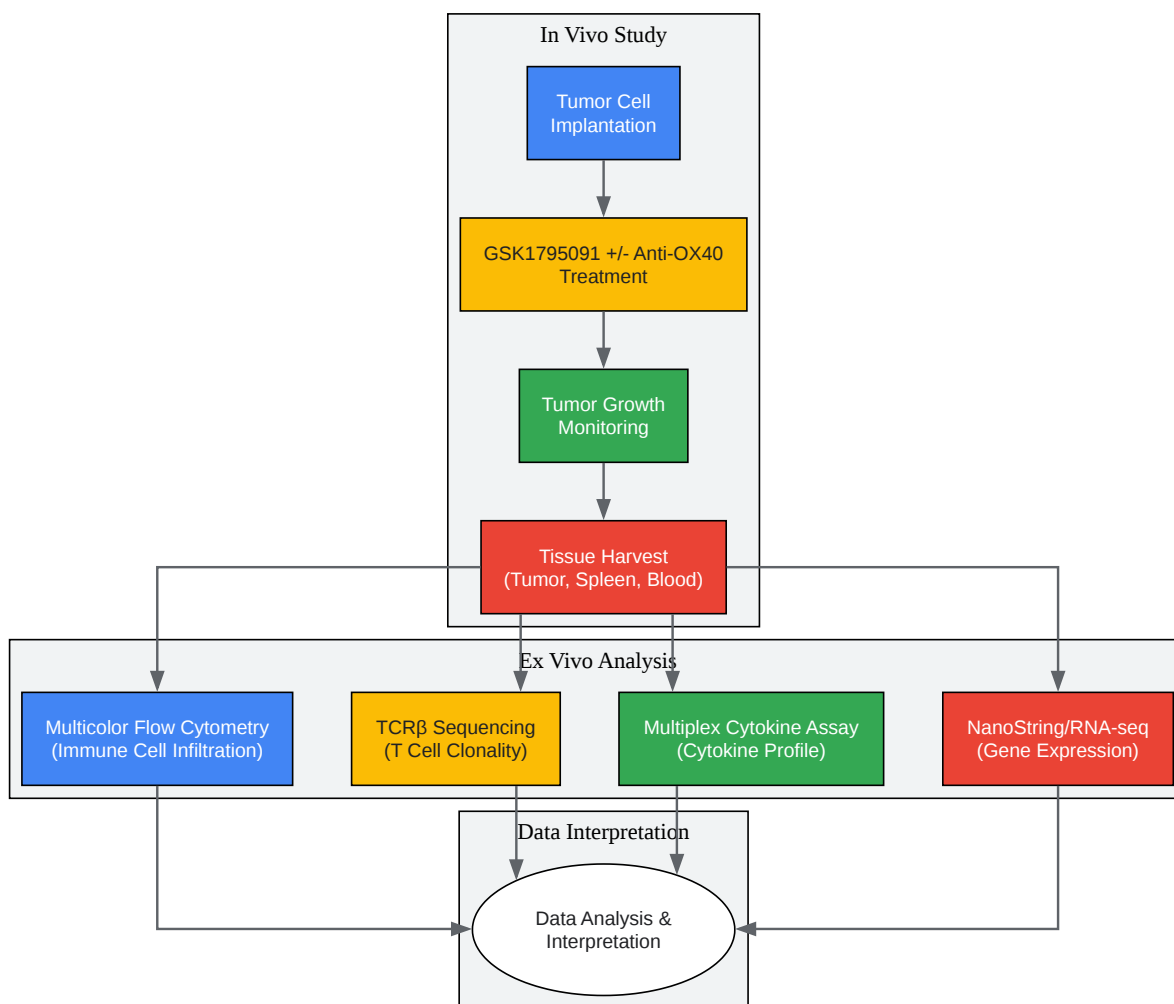 In Vivo Study
Tumor Cell
Implantation
GSK1795091 +/- Anti-OX40
Treatment
Tumor Growth
Monitoring
Tissue Harvest
(Tumor, Spleen, Blood)
Ex Vivo Analysis
Multicolor Flow Cytometry
(Immune Cell Infiltration)
TCRβ Sequencing
(T Cell Clonality)
Multiplex Cytokine Assay
(Cytokine Profile)
NanoString/RNA-seq
(Gene Expression)
Data Interpretation
Data Analysis &
Interpretation